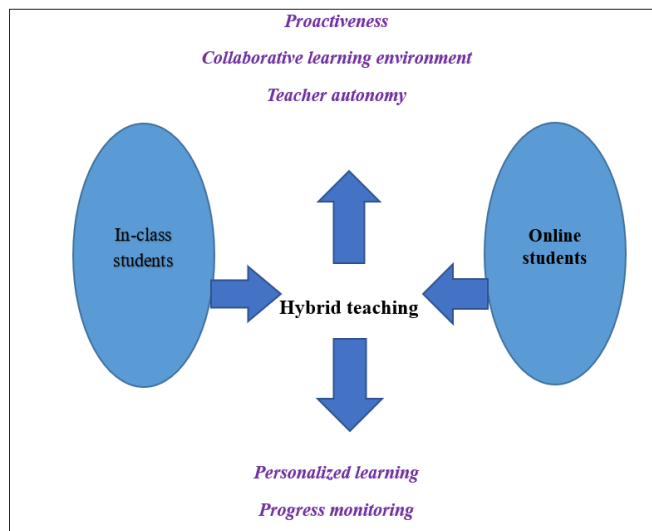 Proactiveness
Collaborative learning environment
Teacher autonomy
In-class
students
Online
students
Hybrid teaching
Personalized learning
Progress monitoring